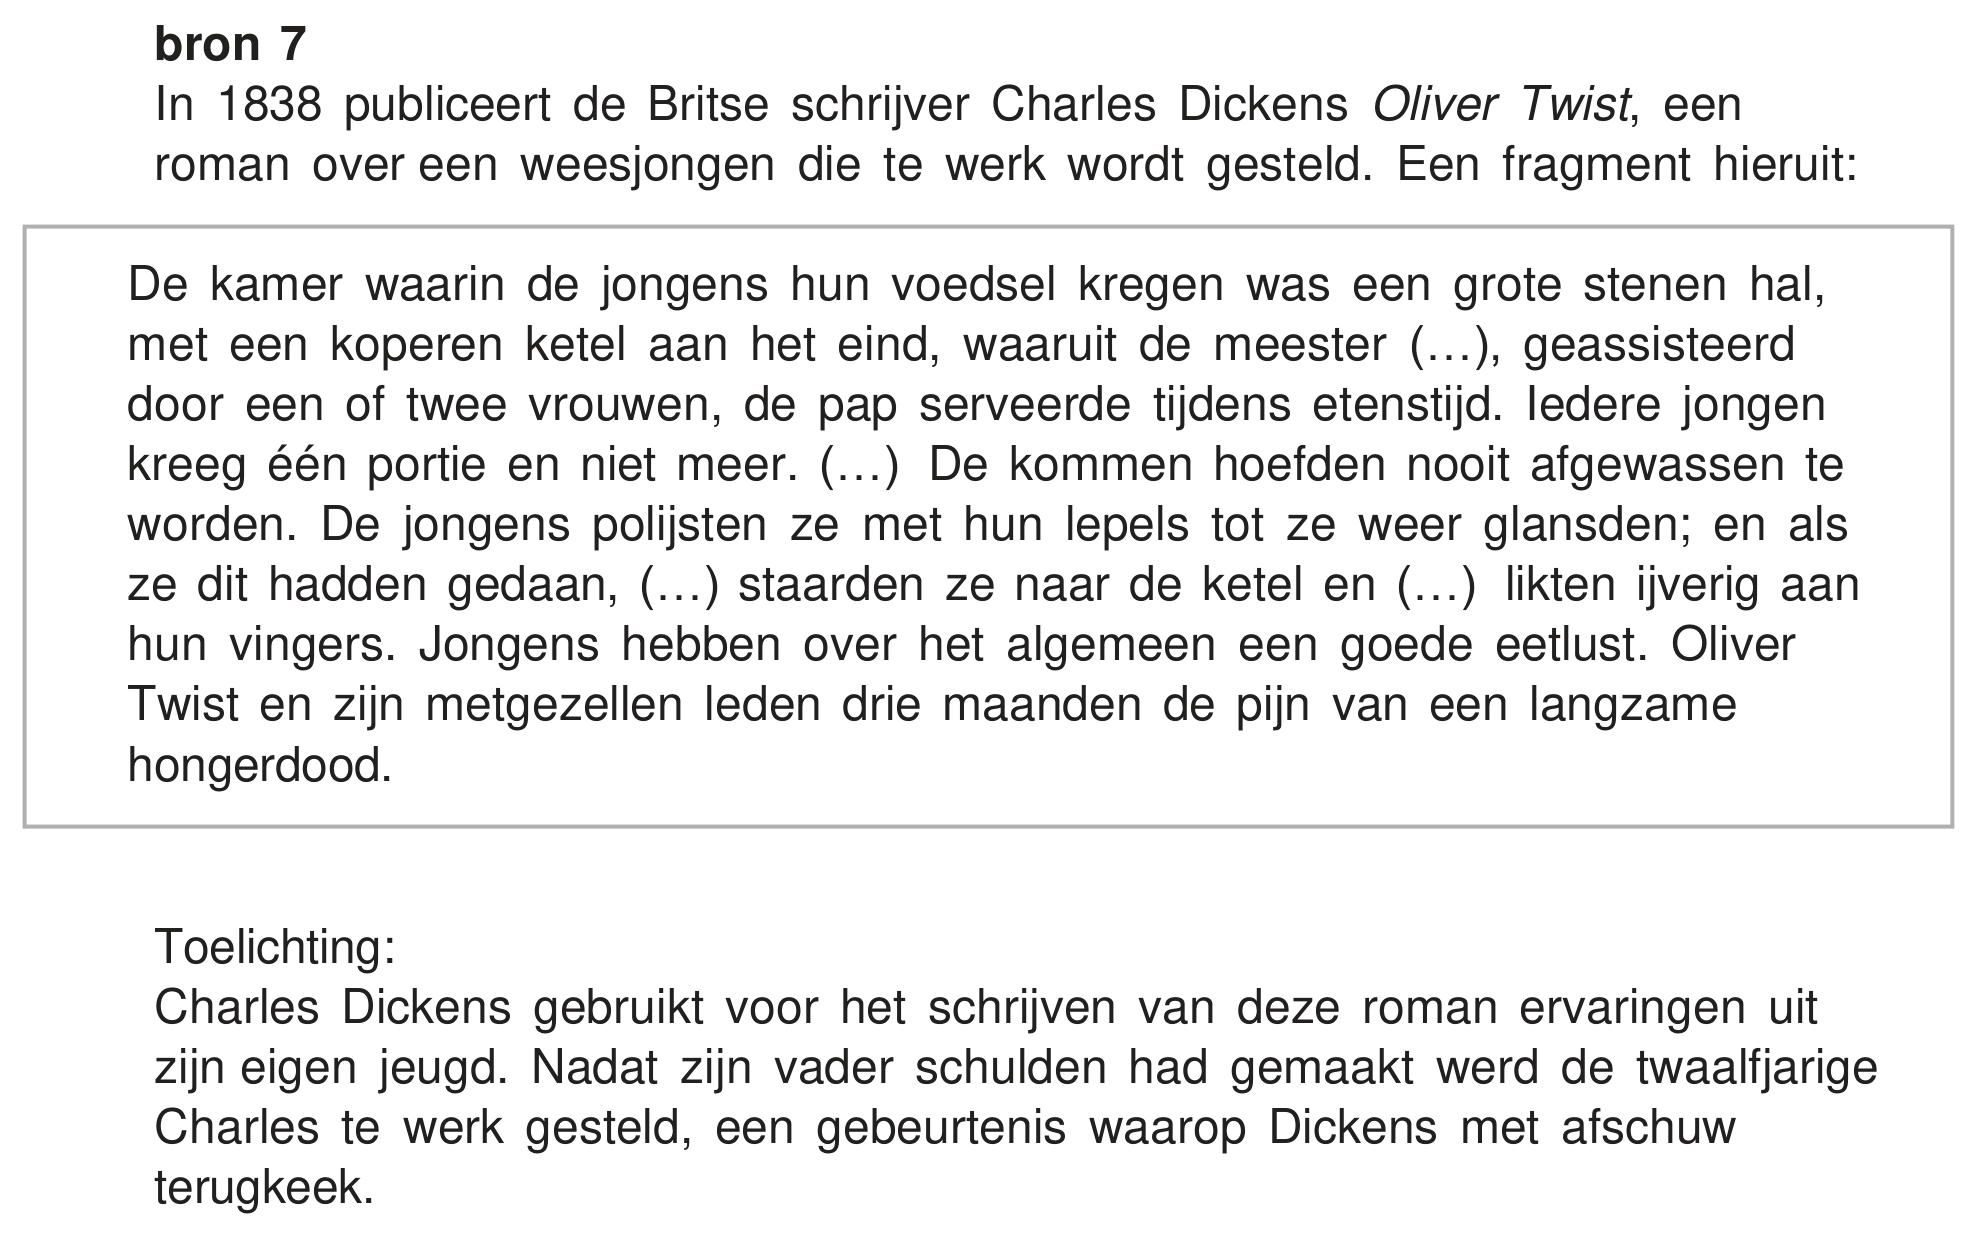 bron 7
In 1838 publiceert de Britse schrijver Charles Dickens Oliver Twist, een
roman over een weesjongen die te werk wordt gesteld. Een fragment hieruit:
De kamer waarin de jongens hun voedsel kregen was een grote stenen hal,
met een koperen ketel aan het eind, waaruit de meester (…), geassisteerd
door een of twee vrouwen, de pap serveerde tijdens etenstijd. Iedere jongen
kreeg één portie en niet meer. (…) De kommen hoefden nooit afgewassen te
worden. De jongens polijsten ze met hun lepels tot ze weer glansden; en als
ze dit hadden gedaan, (…) staarden ze naar de ketel en (…) likten ijverig aan
hun vingers. Jongens hebben over het algemeen een goede eetlust. Oliver
Twist en zijn metgezellen leden drie maanden de pijn van een langzame
hongerdood.
Toelichting:
Charles Dickens gebruikt voor het schrijven van deze roman ervaringen uit
zijn eigen jeugd. Nadat zijn vader schulden had gemaakt werd de twaalfjarige
Charles te werk gesteld, een gebeurtenis waarop Dickens met afschuw
terugkeek.